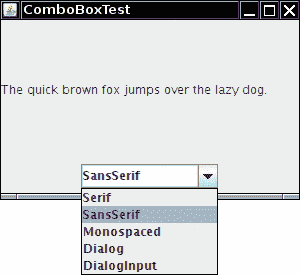 ComboBoxTest
The quick brown fox jumps over the lazy dog.
SansSerif
Serif
SansSerif
Monospaced
Dialog
DialogInput